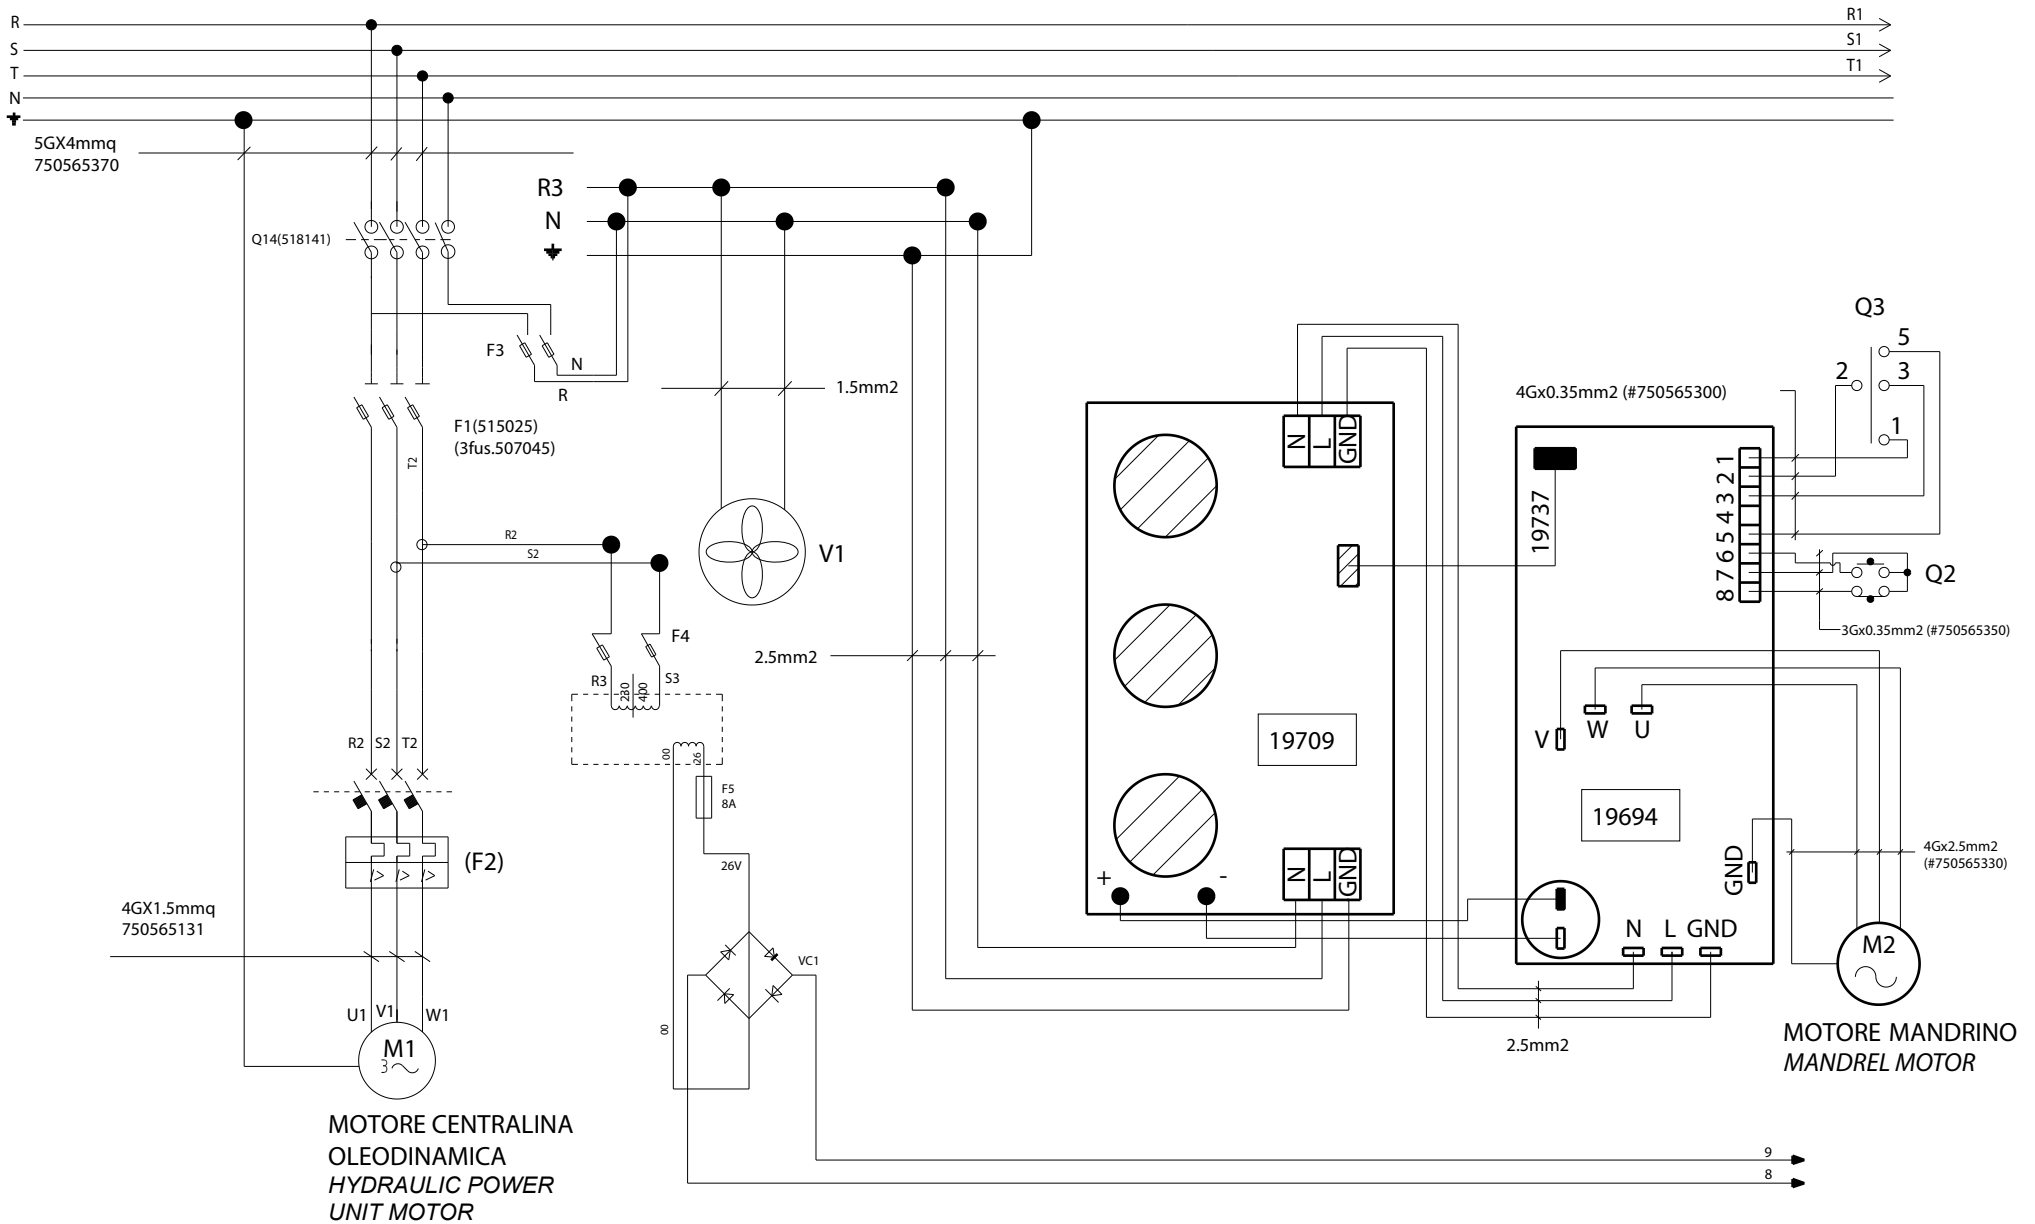 R
R1
S
S1
T
T1
N
5GX4mmq
750565370
R3
N
Q14(518141)
F3
N
R
1.5mm2
F1(515025)
(3fus.507045)
T2
R2
S2
V1
F4
R3
S3
230
400
2.5mm2
00
26
F5
8A
26V
R2 S2 T2
(F2)
4GX1.5mmq
750565131
VC1
00
U1 V1 W1
M1
3
MOTORE CENTRALINA
OLEODINAMICA
HYDRAULIC POWER
UNIT MOTOR
N L GND
19709
+ -
N L GND
Q3
5
2 3
1
4Gx0.35mm2 (#750565300)
19737
1
2
3
4
5
6
7
8
Q2
3Gx0.35mm2 (#750565350)
V W U
19694
GND
4Gx2.5mm2
(#750565330)
N L GND
M2
2.5mm2
MOTORE MANDRINO
MANDREL MOTOR
9
8